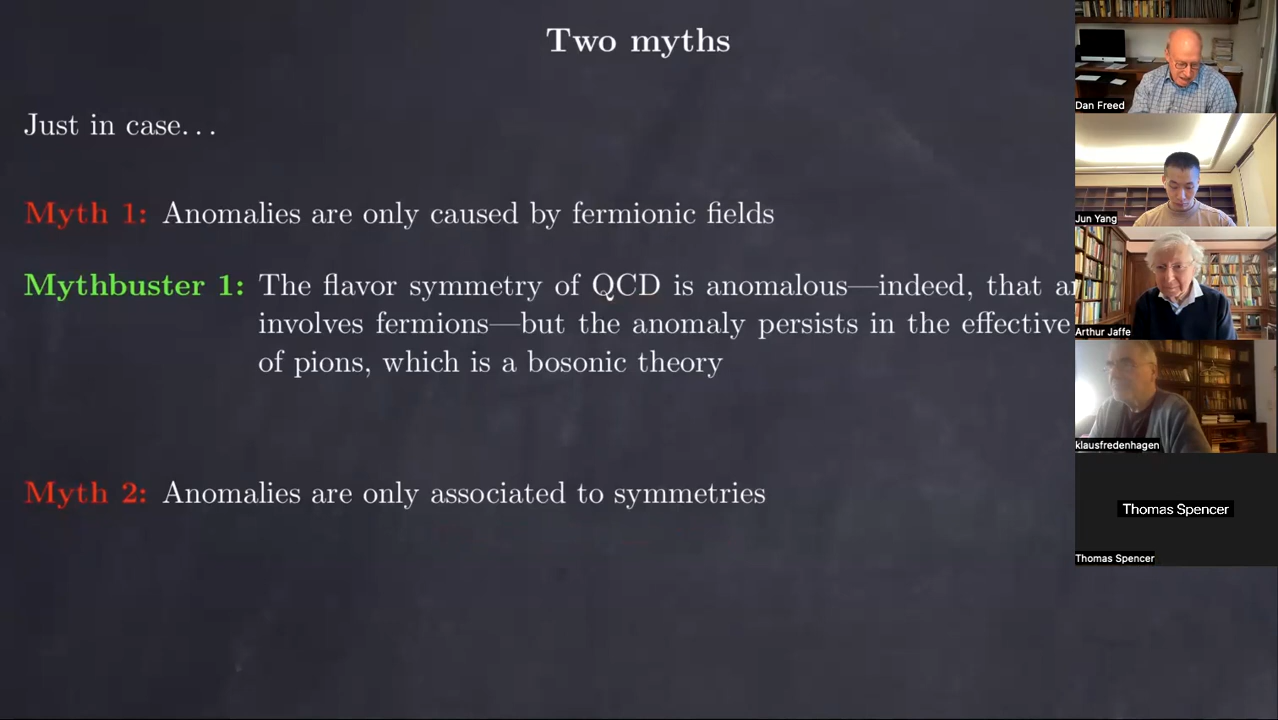 Two myths
Just in case...
Myth 1: Anomalies are only caused by fermionic fields
Mythbuster 1: The flavor symmetry of QCD is anomalous—indeed, that
involves fermions—but the anomaly persists in the effective
of pions, which is a bosonic theory
Myth 2: Anomalies are only associated to symmetries
Dan Freed
Jun Yang
Arthur Jaffe
klausfredenhagen
Thomas Spencer
Thomas Spencer